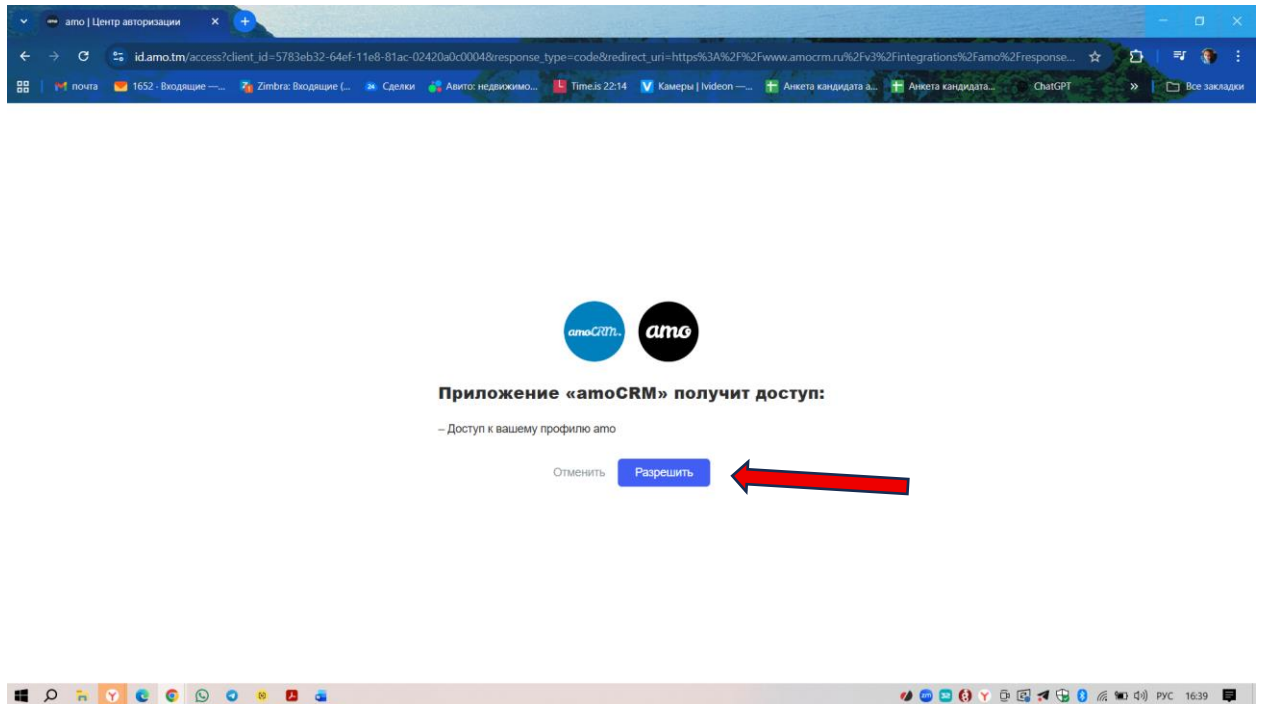 amo | Центр авторизации
id.amo.tm/access?client_id=5783eb32-64ef-11e8-81ac-02420a0c0004&response_type=code&redirect_uri=https%3A%2F%2Fwww.amocrm.ru%2Fv3%2Fintegrations%2Famo%2Fresponse...
почта 1652 · Входящие —... Zimbra: Входящие (... Сделки Авито: недвижимо... Time.is 22:14 Камеры | Ivideon —... Анкета кандидата а... Анкета кандидата... ChatGPT » Все закладки
amoCRM. amo
Приложение «amoCRM» получит доступ:
– Доступ к вашему профилю amo
Отменить Разрешить
РУС 16:39